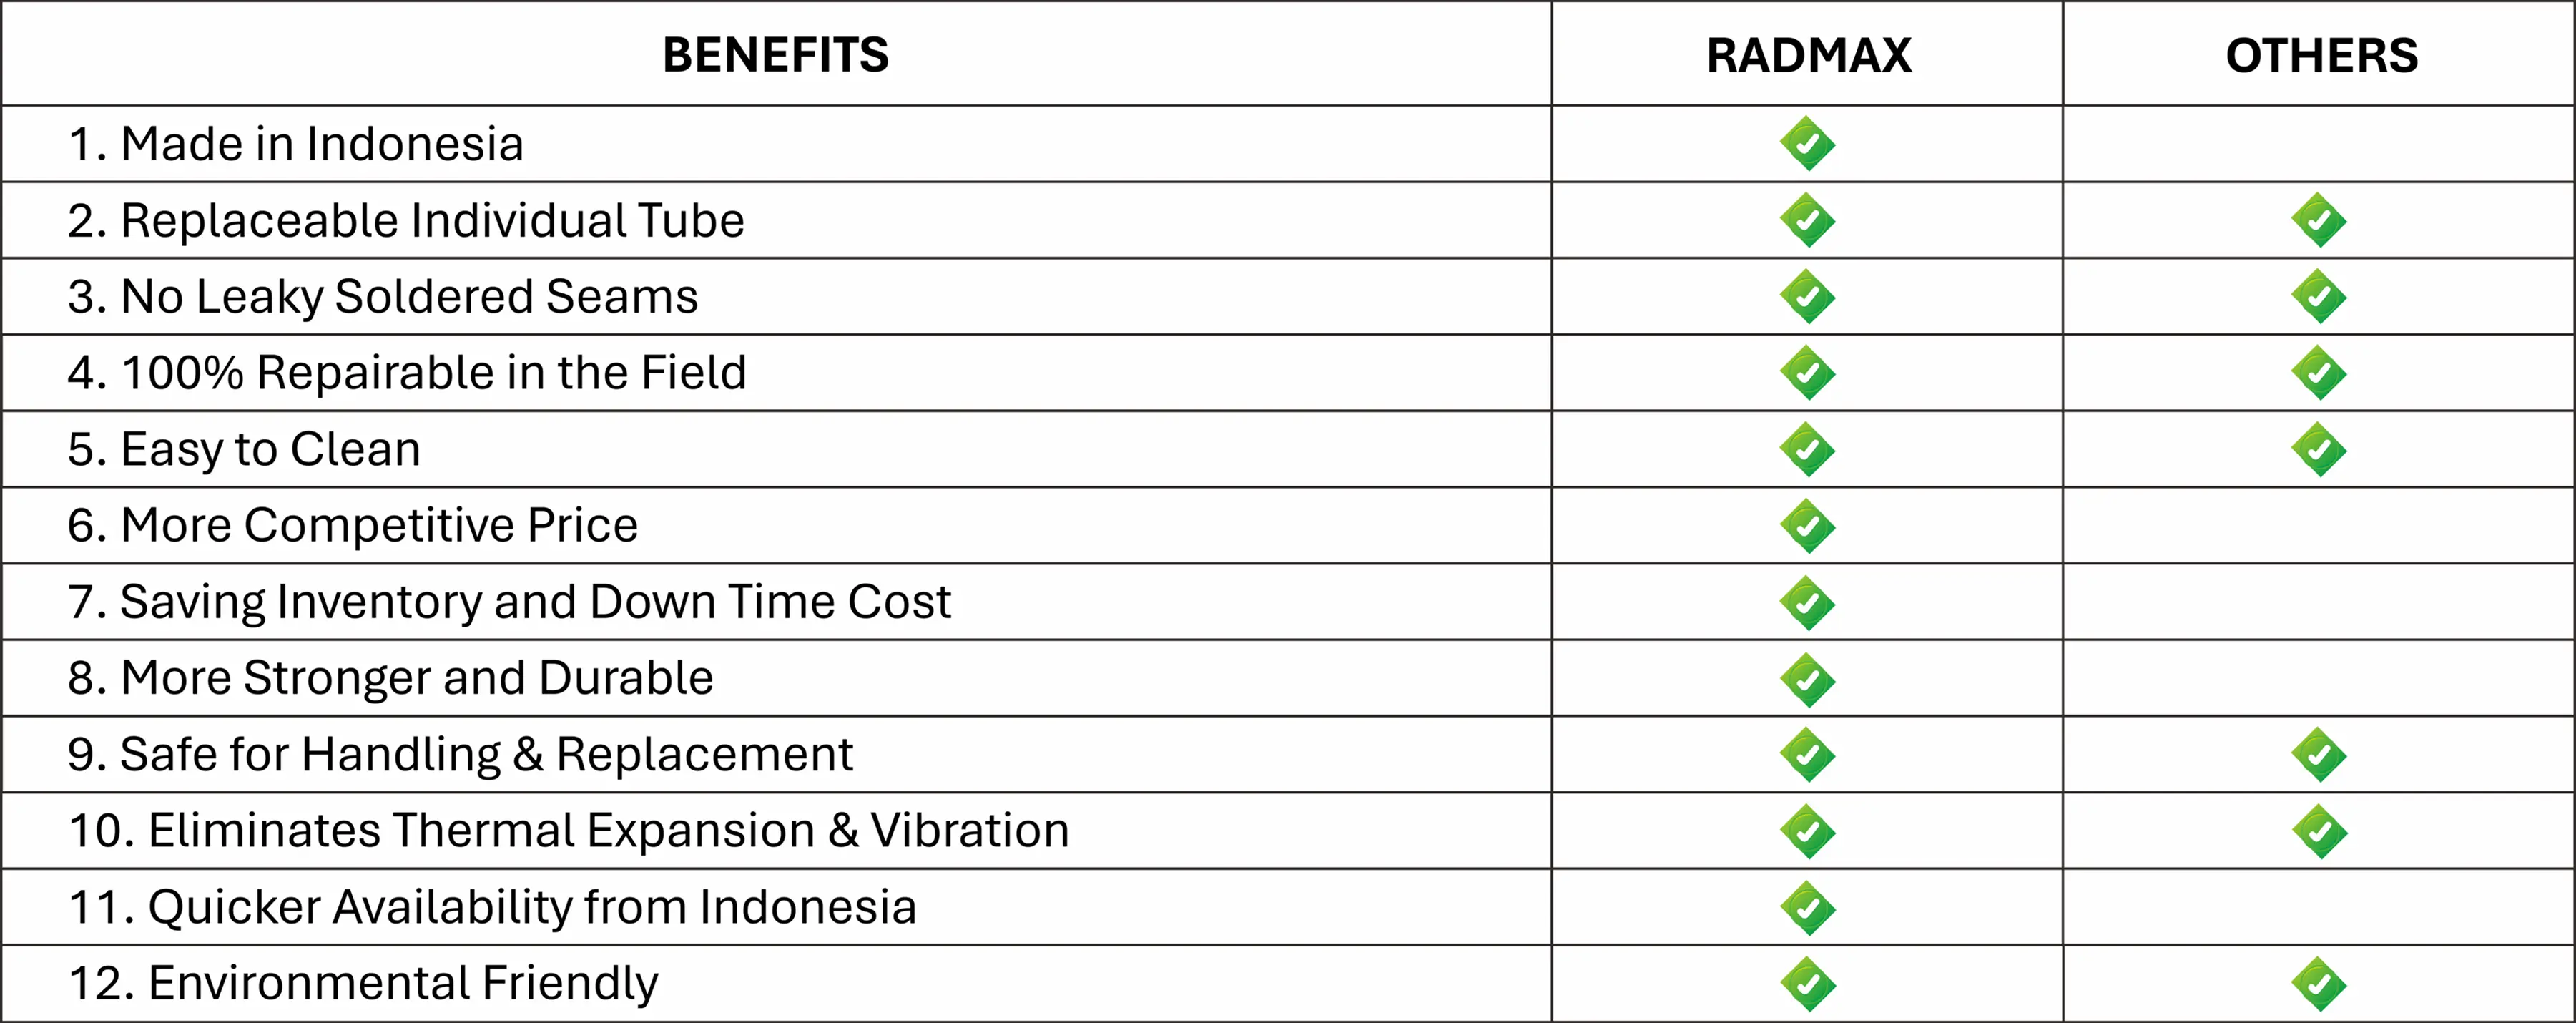 BENEFITS RADMAX OTHERS
1. Made in Indonesia
2. Replaceable Individual Tube
3. No Leaky Soldered Seams
4. 100% Repairable in the Field
5. Easy to Clean
6. More Competitive Price
7. Saving Inventory and Down Time Cost
8. More Stronger and Durable
9. Safe for Handling & Replacement
10. Eliminates Thermal Expansion & Vibration
11. Quicker Availability from Indonesia
12. Environmental Friendly